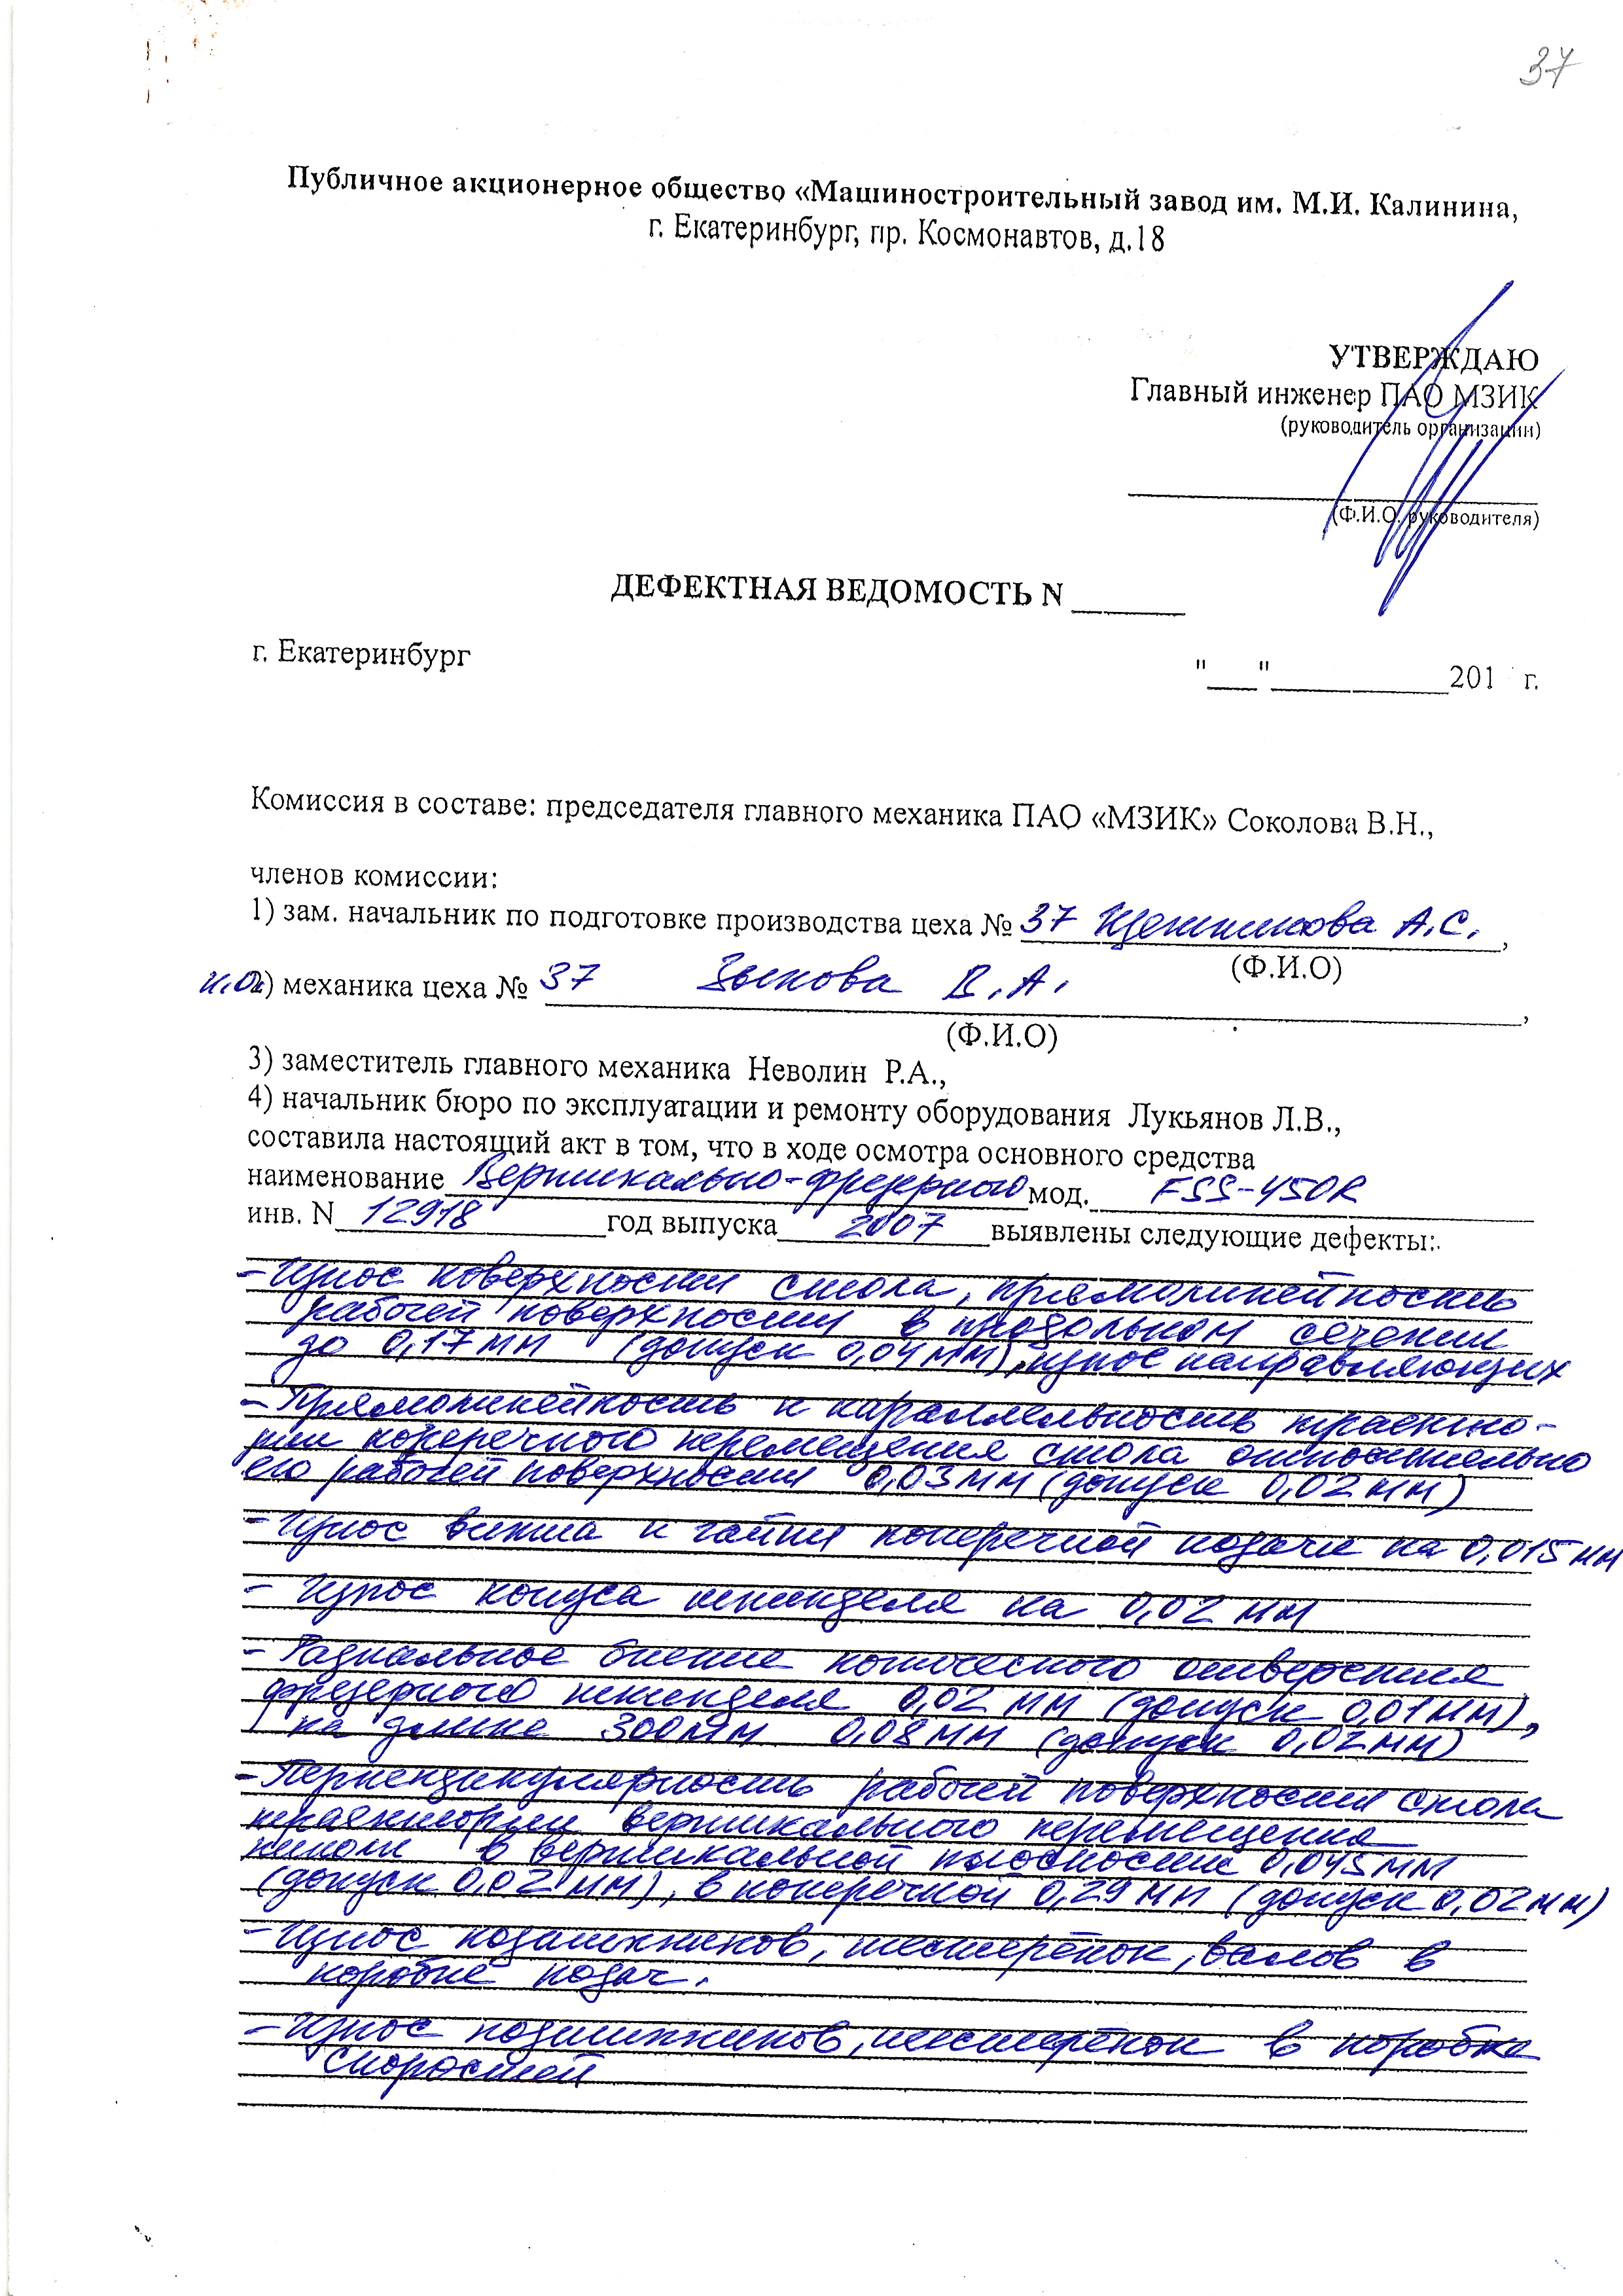 37
Публичное акционерное общество «Машиностроительный завод им. М.И. Калинина,
г. Екатеринбург, пр. Космонавтов, д.18
УТВЕРЖДАЮ
Главный инженер ПАО МЗИК
(руководитель организации)
(Ф.И.О. руководителя)
ДЕФЕКТНАЯ ВЕДОМОСТЬ N ______
г. Екатеринбург "___"___________201 г.
Комиссия в составе: председателя главного механика ПАО «МЗИК» Соколова В.Н.,
членов комиссии:
1) зам. начальник по подготовке производства цеха № 37 А.С.,
(Ф.И.О)
и.о. 2) механика цеха № 37 Зыкова В.А.,
(Ф.И.О)
3) заместитель главного механика Неволин Р.А.,
4) начальник бюро по эксплуатации и ремонту оборудования Лукьянов Л.В.,
составила настоящий акт в том, что в ходе осмотра основного средства
наименование Вертикально-фрезерного мод. FSS-450R
инв. N 12918 год выпуска 2007 выявлены следующие дефекты:
- Износ поверхности стола, прямолинейность
рабочей поверхности в продольном сечении
до 0,17 мм (допуск 0,04 мм), износ направляющих
- Прямолинейность и параллельность траекто-
рии поперечного перемещения стола относительно
его рабочей поверхности 0,03 мм (допуск 0,02 мм)
- Износ винта и гайки поперечной подачи на 0,015 мм
- Износ конуса шпинделя на 0,02 мм
- Радиальное биение конического отверстия
фрезерного шпинделя 0,02 мм (допуск 0,01 мм),
на длине 300 мм 0,08 мм (допуск 0,02 мм)
- Перпендикулярность рабочей поверхности стола
траектории вертикального перемещения
пиноли в вертикальной плоскости 0,045 мм
(допуск 0,02 мм), в поперечной 0,29 мм (допуск 0,02 мм)
- Износ подшипников, шестерёнок, валов в
коробке подач.
- Износ подшипников, шестерёнок в коробке
скоростей